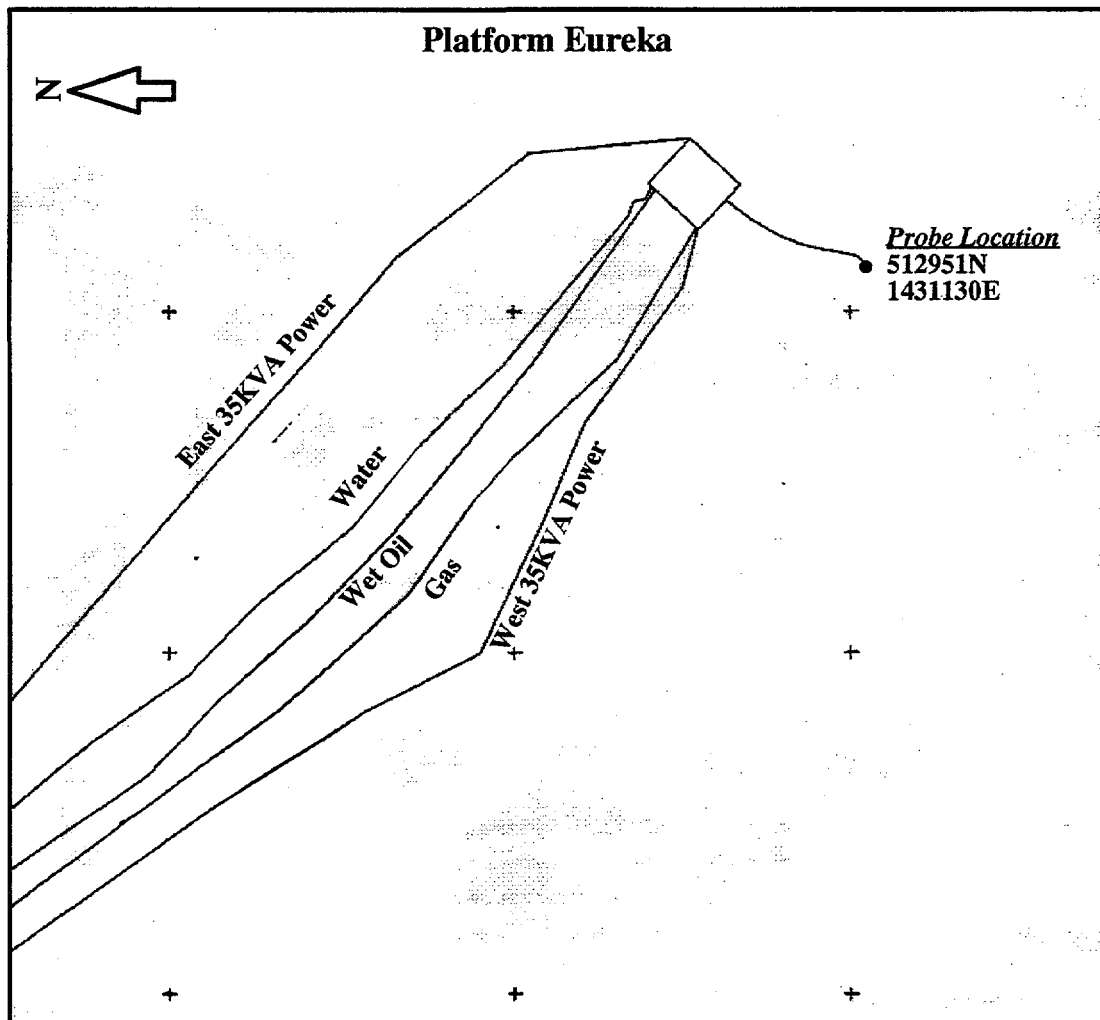 Platform Eureka
N
Probe Location
512951N
1431130E
East 35KVA Power
Water
Wet Oil
Gas
West 35KVA Power